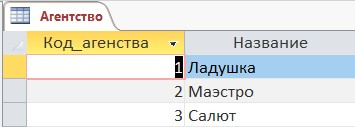 Агентство
Код_агенства Название
1 Ладушка
2 Маэстро
3 Салют